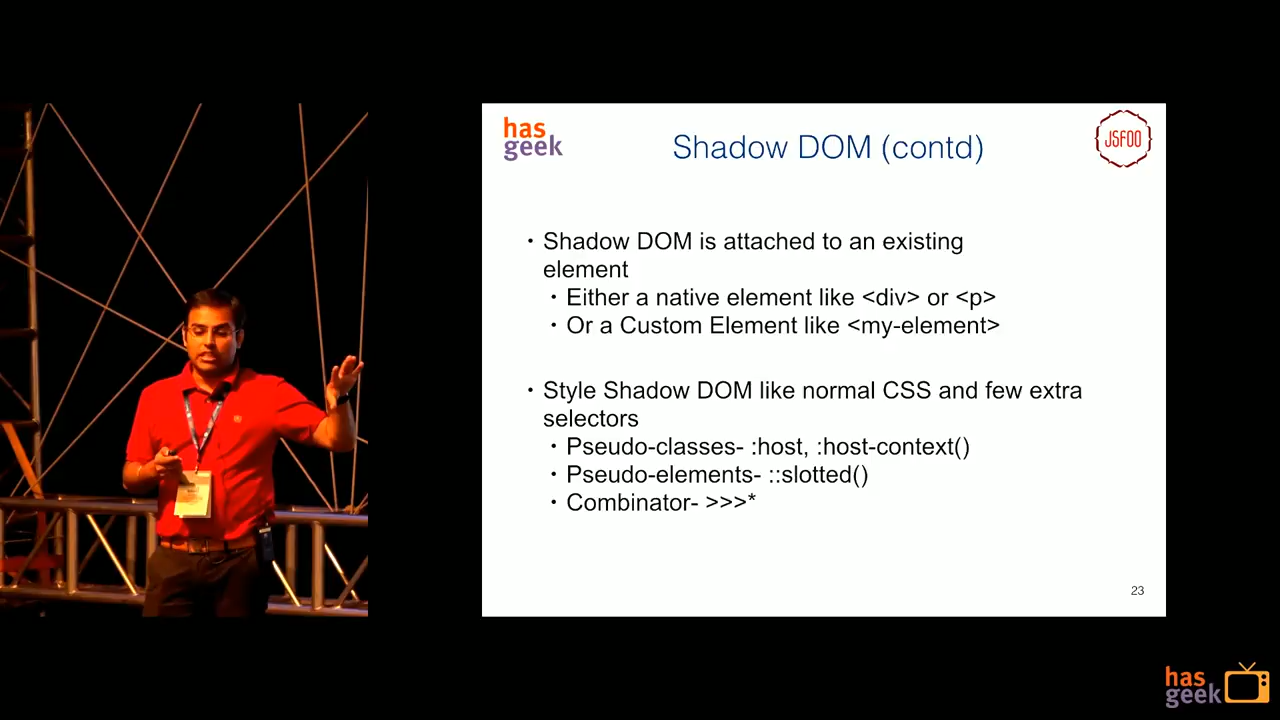 has
geek
Shadow DOM (contd)
JSFOO
• Shadow DOM is attached to an existing
element
• Either a native element like <div> or <p>
• Or a Custom Element like <my-element>
• Style Shadow DOM like normal CSS and few extra
selectors
• Pseudo-classes- :host, :host-context()
• Pseudo-elements- ::slotted()
• Combinator- >>>*
23
has
geek